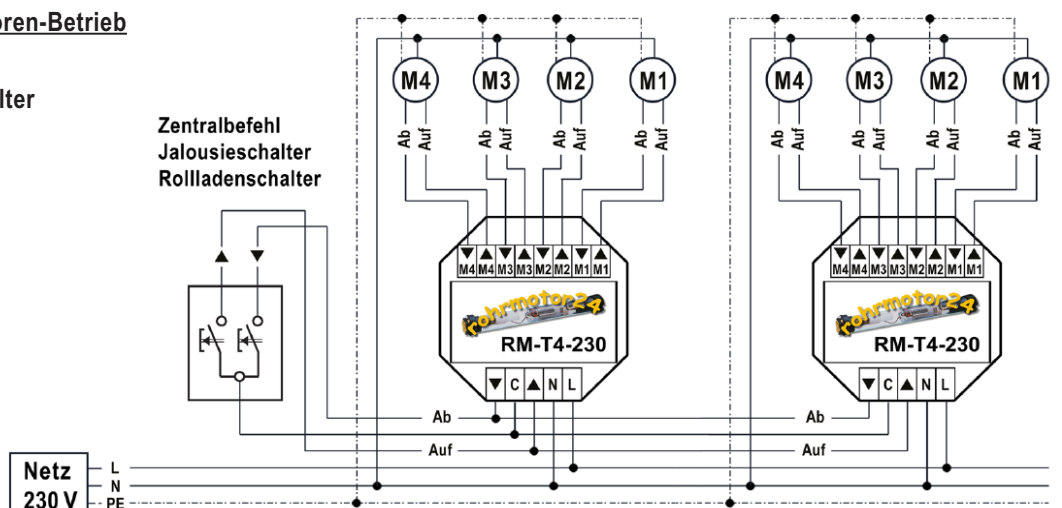 oren-Betrieb
lter
Zentralbefehl
Jalousieschalter
Rollladenschalter
M4 M3 M2 M1
Ab Auf Ab Auf Ab Auf Ab Auf
▼ ▲ ▼ ▲ ▼ ▲ ▼ ▲
M4 M4 M3 M3 M2 M2 M1 M1
rohrmotor24
RM-T4-230
▼ C ▲ N L
M4 M3 M2 M1
Ab Auf Ab Auf Ab Auf Ab Auf
▼ ▲ ▼ ▲ ▼ ▲ ▼ ▲
M4 M4 M3 M3 M2 M2 M1 M1
rohrmotor24
RM-T4-230
▼ C ▲ N L
▲ ▼
Ab Ab
Auf Auf
Netz
230 V
L
N
PE